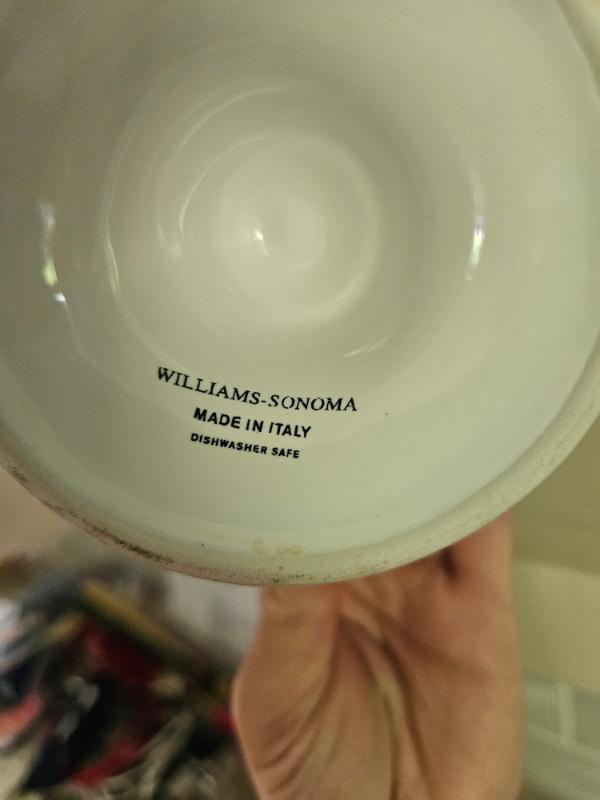 WILLIAMS-SONOMA
MADE IN ITALY
DISHWASHER SAFE